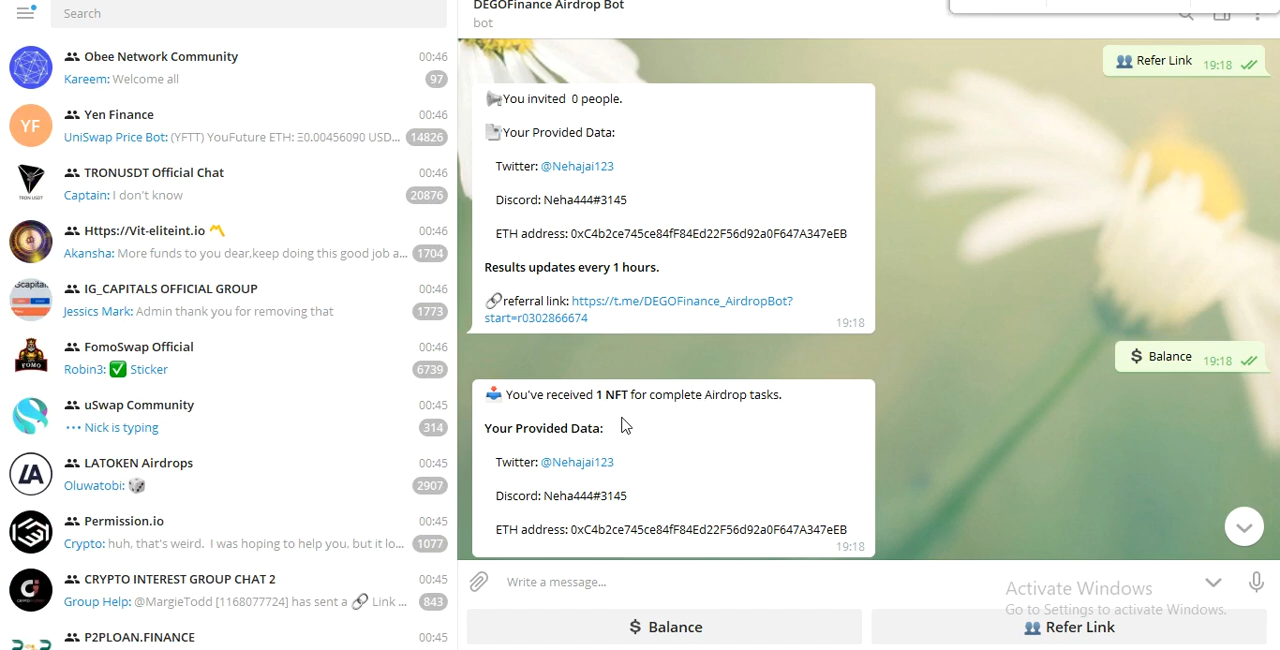 Search
Obee Network Community
00:46
Kareem: Welcome all
97
YF
Yen Finance
00:46
UniSwap Price Bot: (YFTT) YouFuture ETH: Ξ0.00456090 USD...
14826
TRON USDT
TRONUSDT Official Chat
00:46
Captain: I don't know
20876
Https://Vit-eliteint.io
00:46
Akansha: More funds to you dear,keep doing this good job a...
1704
IG_CAPITALS OFFICIAL GROUP
00:46
Jessics Mark: Admin thank you for removing that
1773
FOMO
FomoSwap Official
00:46
Robin3: ✅ Sticker
6739
uSwap Community
00:45
Nick is typing
314
LA
LATOKEN Airdrops
00:45
Oluwatobi: 🎲
2907
Permission.io
00:45
Crypto: huh, that's weird. I was hoping to help you, but it lo...
1077
CRYPTO INTEREST GROUP CHAT 2
00:45
Group Help: @MargieTodd [1168077724] has sent a 🔗 Link ...
843
P2PLOAN.FINANCE
00:45
DEGOFinance Airdrop Bot
bot
👥 Refer Link 19:18
You invited 0 people.
Your Provided Data:
Twitter: @Nehajai123
Discord: Neha444#3145
ETH address: 0xC4b2ce745ce84fF84Ed22F56d92a0F647A347eEB
Results updates every 1 hours.
🔗referral link: https://t.me/DEGOFinance_AirdropBot?
start=r0302866674
19:18
$ Balance 19:18
You've received 1 NFT for complete Airdrop tasks.
Your Provided Data:
Twitter: @Nehajai123
Discord: Neha444#3145
ETH address: 0xC4b2ce745ce84fF84Ed22F56d92a0F647A347eEB
19:18
Write a message...
Activate Windows
Go to Settings to activate Windows.
$ Balance
👥 Refer Link